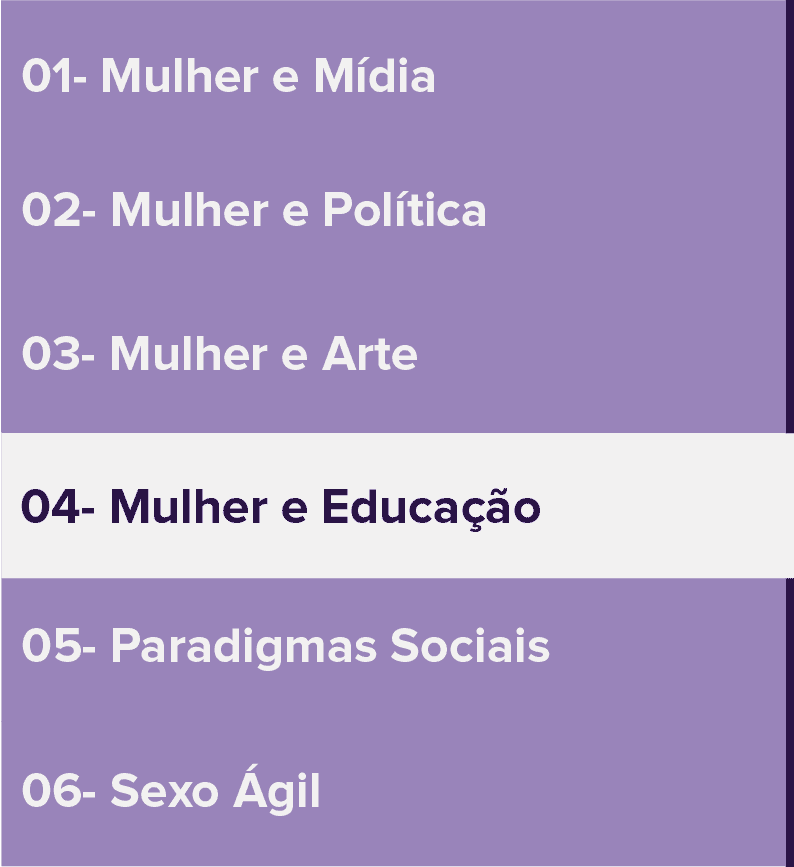 01- Mulher e Mídia
02- Mulher e Política
03- Mulher e Arte
04- Mulher e Educação
05- Paradigmas Sociais
06- Sexo Ágil